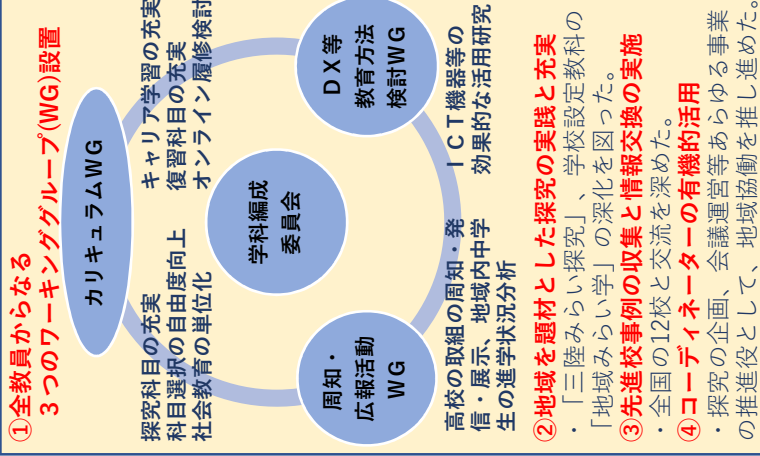 ①全教員からなる
３つのワーキンググループ(WG)設置
カリキュラムWG
探究科目の充実
科目選択の自由度向上
社会教育の単位化
キャリア学習の充実
復習科目の充実
オンライン履修検討
学科編成
委員会
周知・
広報活動
WG
ＤＸ等
教育方法
検討WG
高校の取組の周知・発
信・展示、地域内中学
生の進学状況分析
ＩＣＴ機器等の
効果的な活用研究
②地域を題材とした探究の実践と充実
・「三陸みらい探究」、学校設定教科の
「地域みらい学」の深化を図った。
③先進校事例の収集と情報交換の実施
・全国の12校と交流を深めた。
④コーディネーターの有機的活用
・探究の企画、会議運営等あらゆる事業
の推進役として、地域協働を推し進めた。